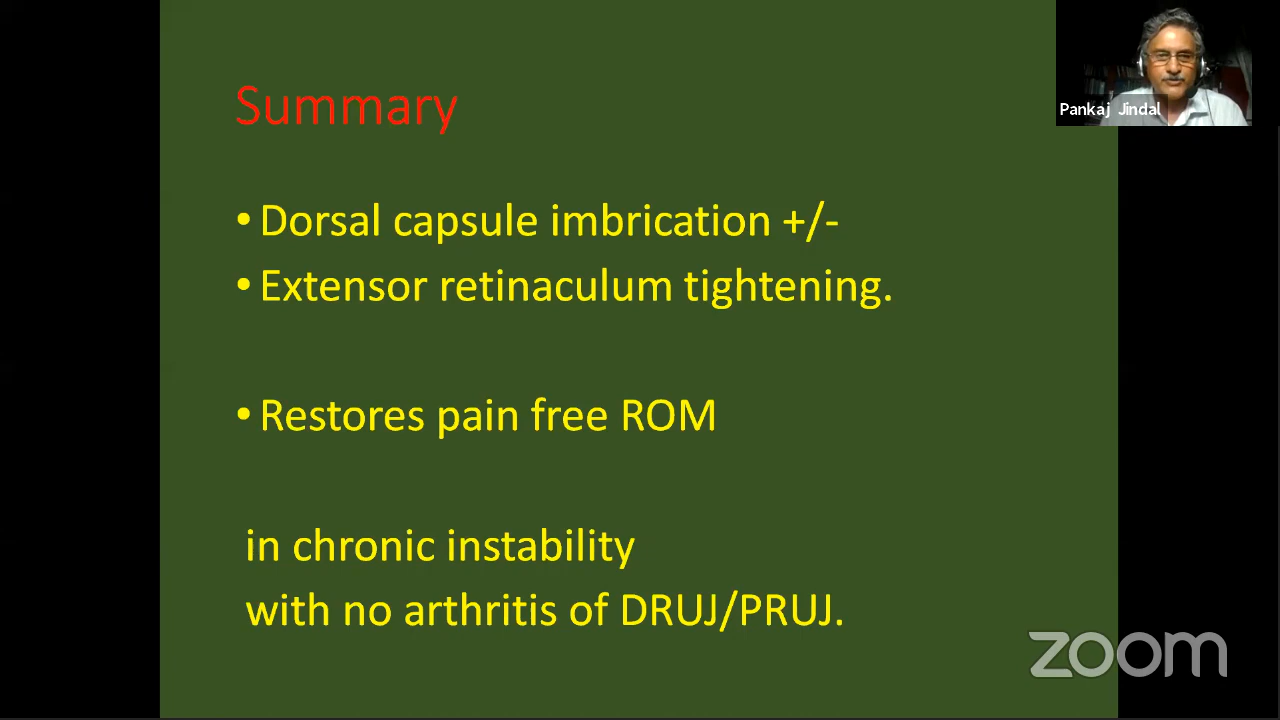 Summary
Pankaj Jindal
• Dorsal capsule imbrication +/-
• Extensor retinaculum tightening.
• Restores pain free ROM
in chronic instability
with no arthritis of DRUJ/PRUJ.
zoom